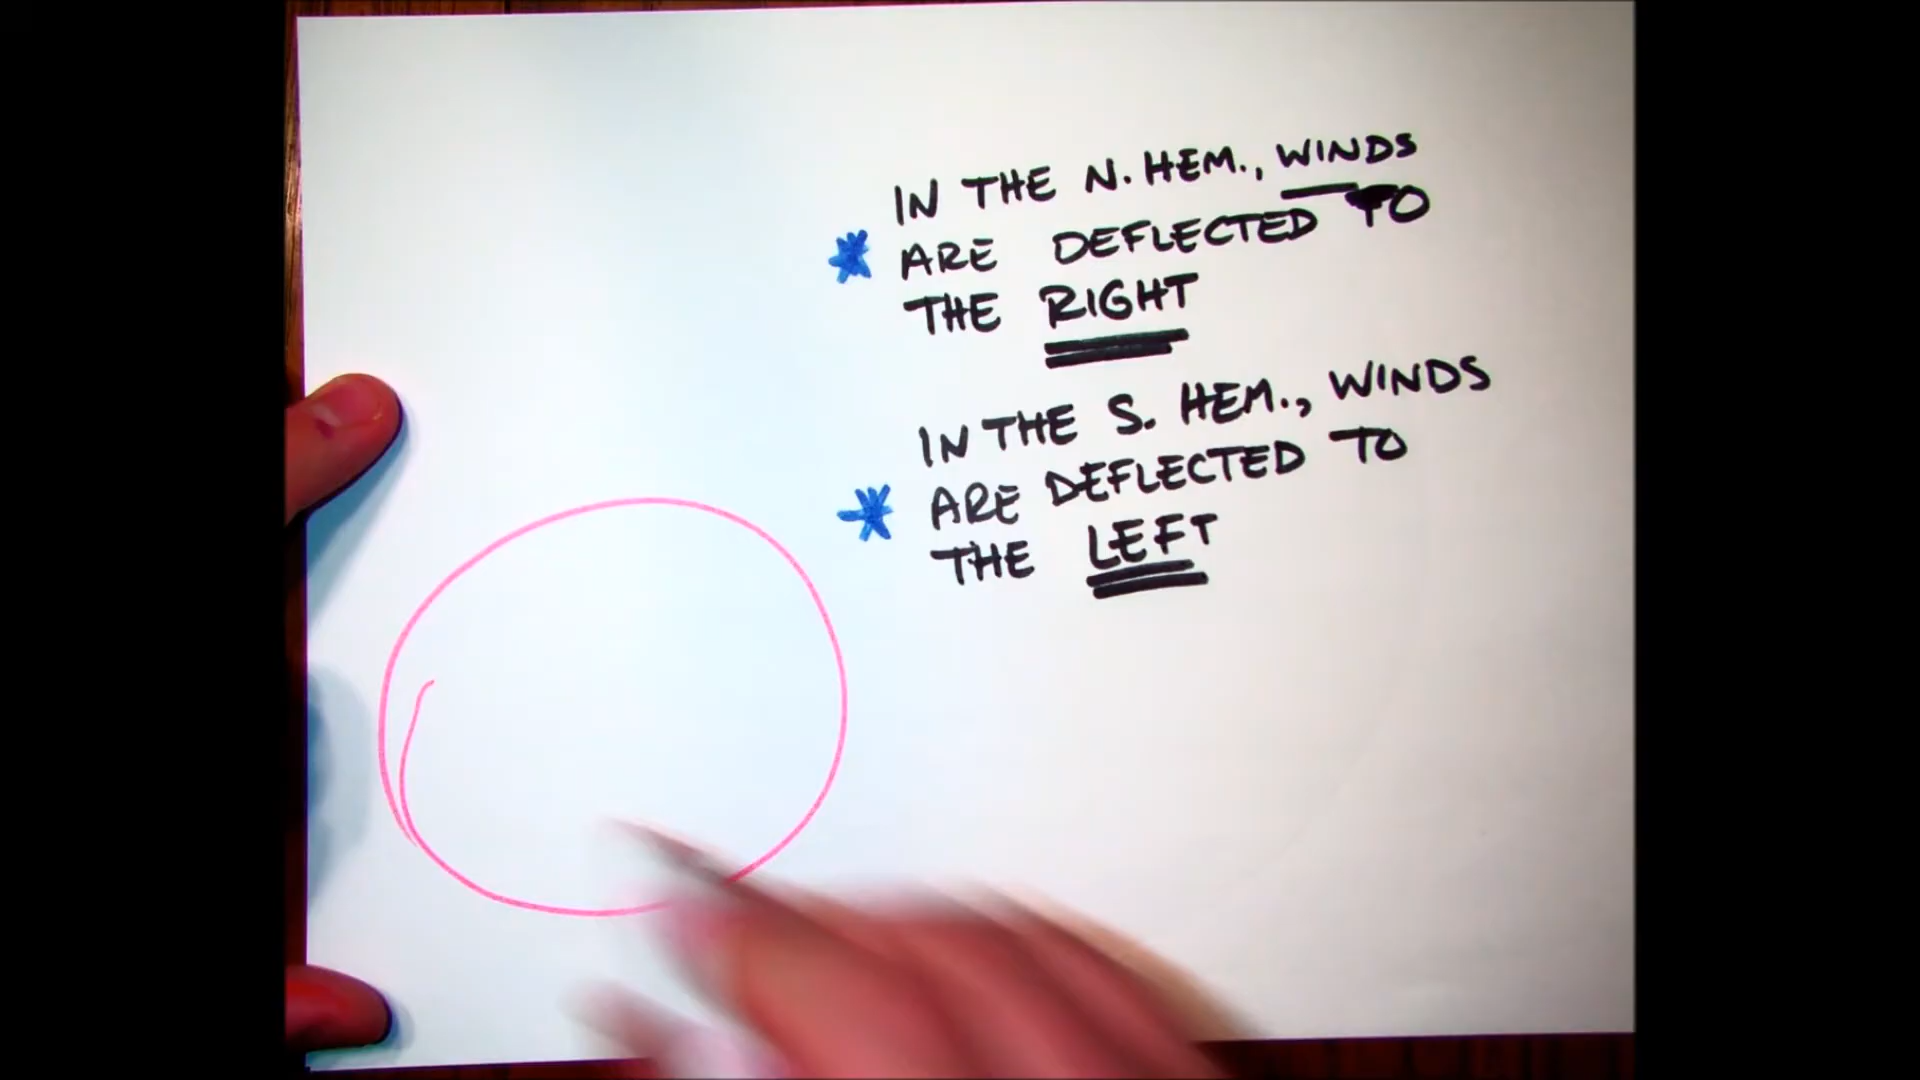 IN THE N. HEM., WINDS
ARE DEFLECTED TO
THE RIGHT
IN THE S. HEM., WINDS
ARE DEFLECTED TO
THE LEFT